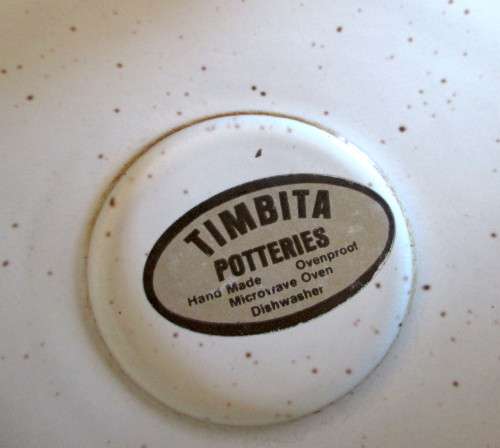 TIMBITA
POTTERIES
Hand Made Ovenproof
Microwave Oven
Dishwasher